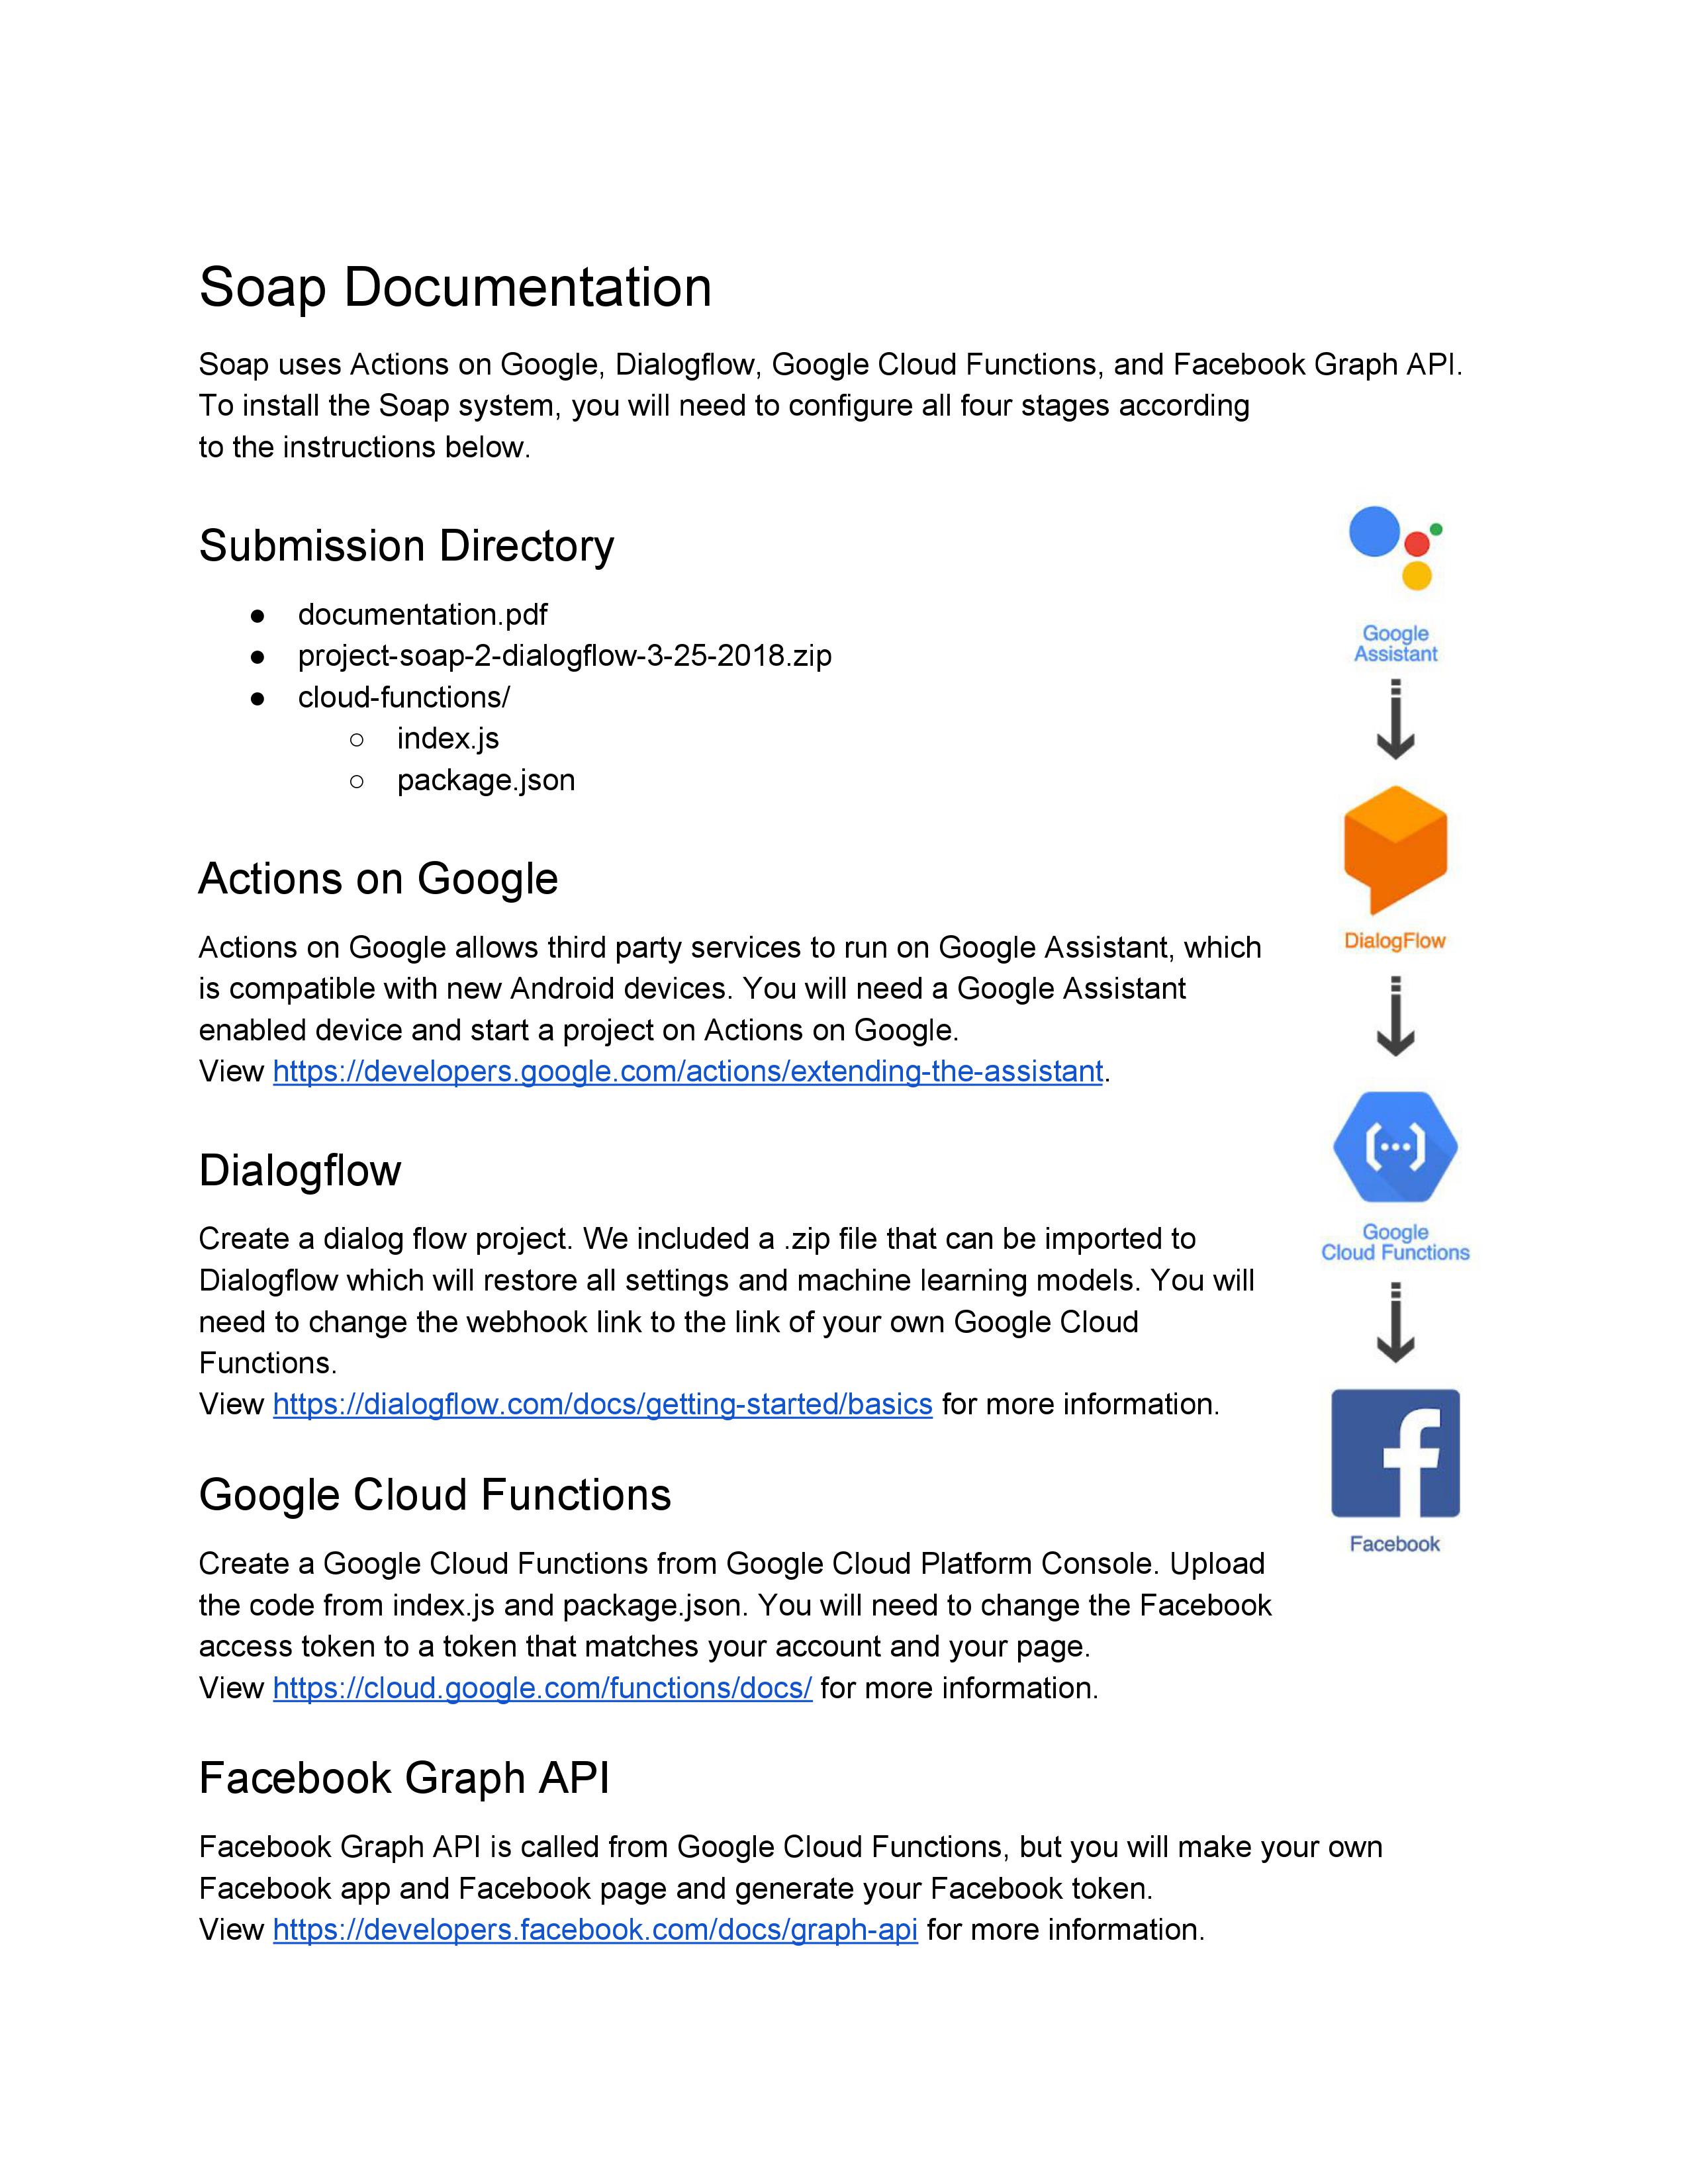 Soap Documentation
Soap uses Actions on Google, Dialogflow, Google Cloud Functions, and Facebook Graph API.
To install the Soap system, you will need to configure all four stages according
to the instructions below.
Submission Directory
● documentation.pdf
● project-soap-2-dialogflow-3-25-2018.zip
● cloud-functions/
○ index.js
○ package.json
Actions on Google
Actions on Google allows third party services to run on Google Assistant, which
is compatible with new Android devices. You will need a Google Assistant
enabled device and start a project on Actions on Google.
View https://developers.google.com/actions/extending-the-assistant.
Dialogflow
Create a dialog flow project. We included a .zip file that can be imported to
Dialogflow which will restore all settings and machine learning models. You will
need to change the webhook link to the link of your own Google Cloud
Functions.
View https://dialogflow.com/docs/getting-started/basics for more information.
Google Cloud Functions
Create a Google Cloud Functions from Google Cloud Platform Console. Upload
the code from index.js and package.json. You will need to change the Facebook
access token to a token that matches your account and your page.
View https://cloud.google.com/functions/docs/ for more information.
Facebook Graph API
Facebook Graph API is called from Google Cloud Functions, but you will make your own
Facebook app and Facebook page and generate your Facebook token.
View https://developers.facebook.com/docs/graph-api for more information.
Google
Assistant
DialogFlow
Google
Cloud Functions
Facebook